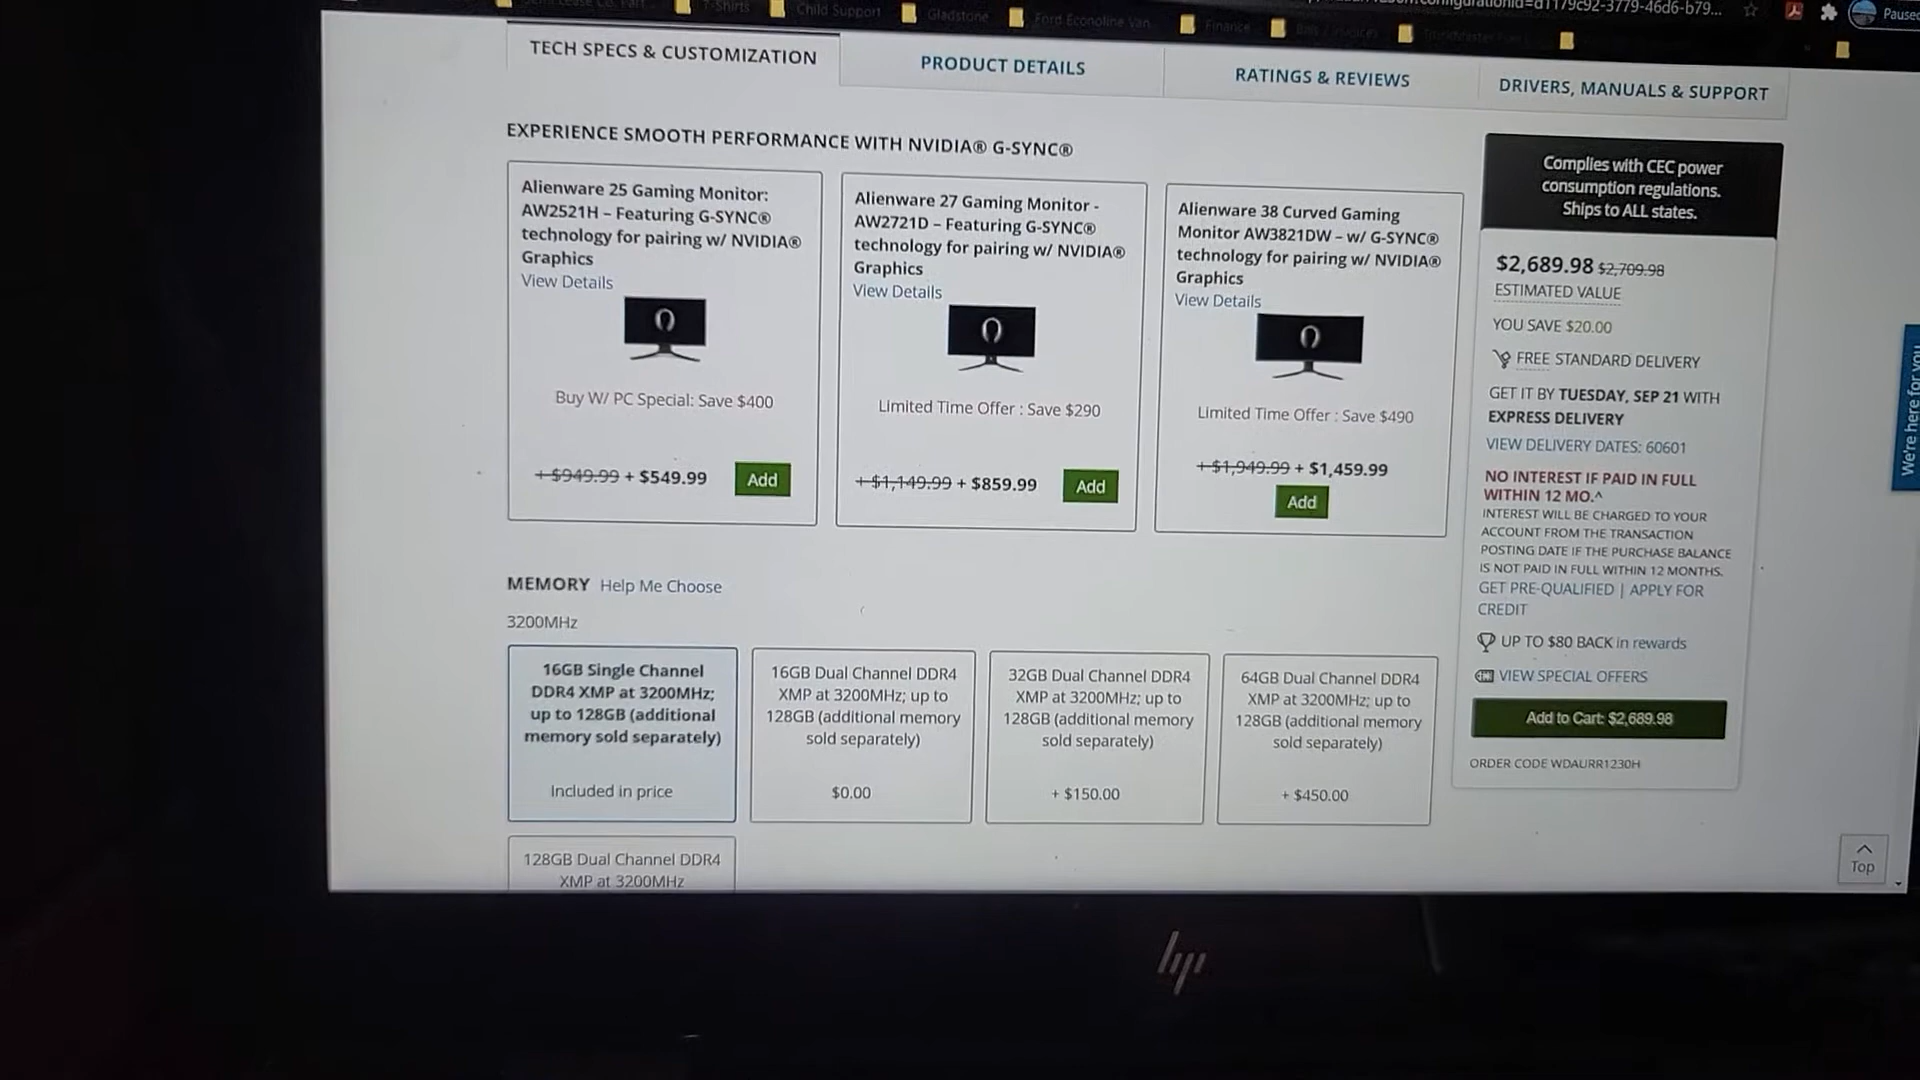 T-Shirts
Child Support
Gladstone
Ford Econoline Van
Finance
Paused
TECH SPECS & CUSTOMIZATION
PRODUCT DETAILS
RATINGS & REVIEWS
DRIVERS, MANUALS & SUPPORT
EXPERIENCE SMOOTH PERFORMANCE WITH NVIDIA® G-SYNC®
Alienware 25 Gaming Monitor:
AW2521H – Featuring G-SYNC®
technology for pairing w/ NVIDIA®
Graphics
View Details
Buy W/ PC Special: Save $400
+ $949.99 + $549.99
Add
Alienware 27 Gaming Monitor -
AW2721D – Featuring G-SYNC®
technology for pairing w/ NVIDIA®
Graphics
View Details
Limited Time Offer : Save $290
+ $1,149.99 + $859.99
Add
Alienware 38 Curved Gaming
Monitor AW3821DW – w/ G-SYNC®
technology for pairing w/ NVIDIA®
Graphics
View Details
Limited Time Offer : Save $490
+ $1,949.99 + $1,459.99
Add
MEMORY Help Me Choose
3200MHz
16GB Single Channel
DDR4 XMP at 3200MHz;
up to 128GB (additional
memory sold separately)
Included in price
16GB Dual Channel DDR4
XMP at 3200MHz; up to
128GB (additional memory
sold separately)
$0.00
32GB Dual Channel DDR4
XMP at 3200MHz; up to
128GB (additional memory
sold separately)
+ $150.00
64GB Dual Channel DDR4
XMP at 3200MHz; up to
128GB (additional memory
sold separately)
+ $450.00
128GB Dual Channel DDR4
XMP at 3200MHz
Complies with CEC power
consumption regulations.
Ships to ALL states.
$2,689.98 $2,709.98
ESTIMATED VALUE
YOU SAVE $20.00
FREE STANDARD DELIVERY
GET IT BY TUESDAY, SEP 21 WITH
EXPRESS DELIVERY
VIEW DELIVERY DATES: 60601
NO INTEREST IF PAID IN FULL
WITHIN 12 MO.^
INTEREST WILL BE CHARGED TO YOUR
ACCOUNT FROM THE TRANSACTION
POSTING DATE IF THE PURCHASE BALANCE
IS NOT PAID IN FULL WITHIN 12 MONTHS.
GET PRE-QUALIFIED | APPLY FOR
CREDIT
UP TO $80 BACK in rewards
VIEW SPECIAL OFFERS
Add to Cart: $2,689.98
ORDER CODE WDAURR1230H
We're here for you
Top
hp